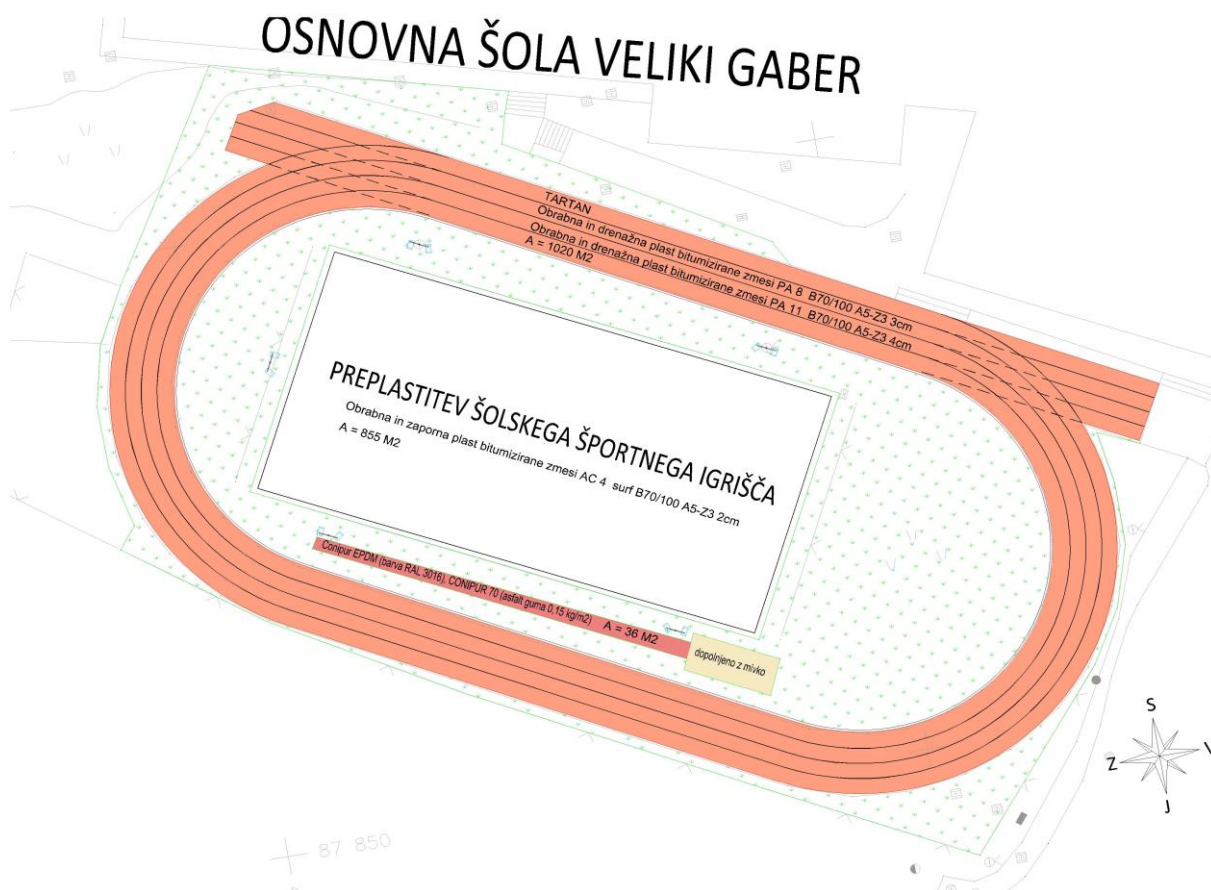 OSNOVNA ŠOLA VELIKI GABER
TARTAN
Obrabna in drenažna plast bitumizirane zmesi PA 8 B70/100 A5-Z3 3cm
Obrabna in drenažna plast bitumizirane zmesi PA 11 B70/100 A5-Z3 4cm
A = 1020 M2
PREPLASTITEV ŠOLSKEGA ŠPORTNEGA IGRIŠČA
Obrabna in zaporna plast bitumizirane zmesi AC 4 surf B70/100 A5-Z3 2cm
A = 855 M2
Conipur EPDM (barva RAL 3016), CONIPUR 70 (asfalt guma 0,15 kg/m2) A = 36 M2
dopolnjeno z mivko
S
Z
V
J
87 850